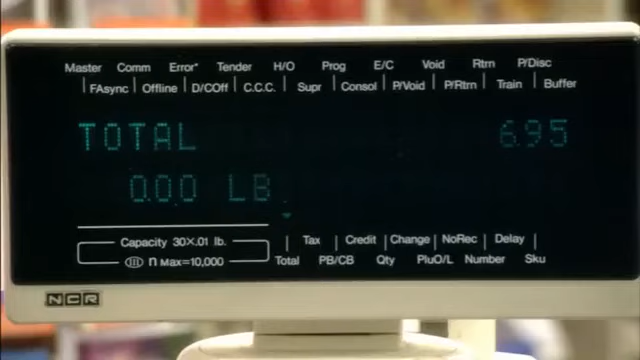 Master Comm Error* Tender H/O Prog E/C Void Rtrn P/Disc
FAsync Offline D/COff C.C.C. Supr Consol P/Void P/Rtrn Train Buffer
TOTAL 6.95
0.00 LB
Capacity 30X.01 lb. Tax Credit Change NoRec Delay
III n Max=10,000 Total PB/CB Qty PluO/L Number Sku
NCR